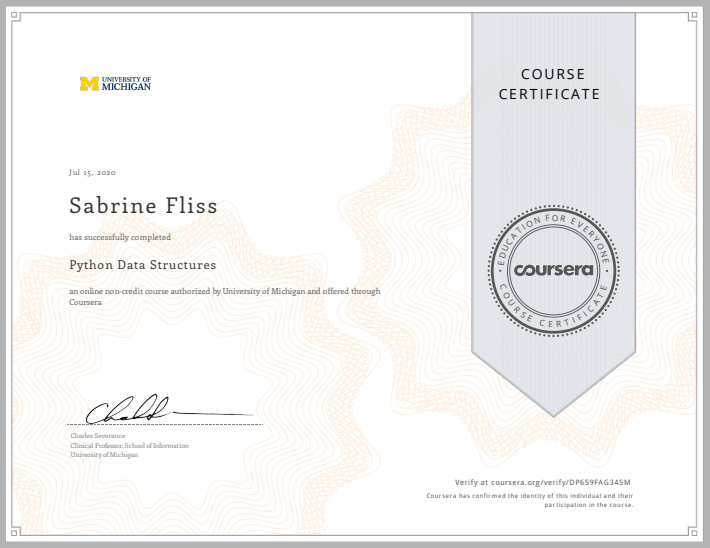 UNIVERSITY OF
MICHIGAN
COURSE
CERTIFICATE
Jul 15, 2020
Sabrine Fliss
has successfully completed
Python Data Structures
an online non-credit course authorized by University of Michigan and offered through
Coursera
EDUCATION FOR EVERYONE
coursera
COURSE CERTIFICATE
Charles Severance
Clinical Professor, School of Information
University of Michigan
Verify at coursera.org/verify/DP659FAG345M
Coursera has confirmed the identity of this individual and their
participation in the course.